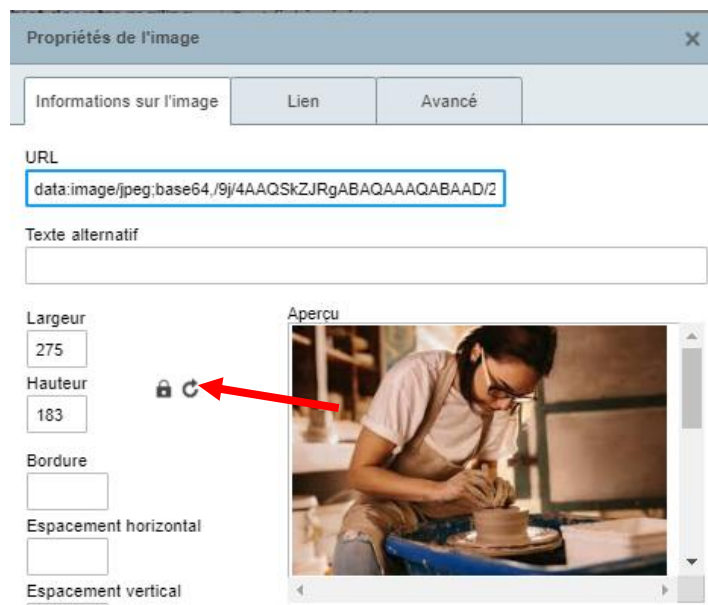 Propriétés de l'image
Informations sur l'image Lien Avancé
URL
data:image/jpeg;base64,/9j/4AAQSkZJRgABAQAAAQABAAD/2
Texte alternatif
Largeur
Aperçu
275
Hauteur
183
Bordure
Espacement horizontal
Espacement vertical